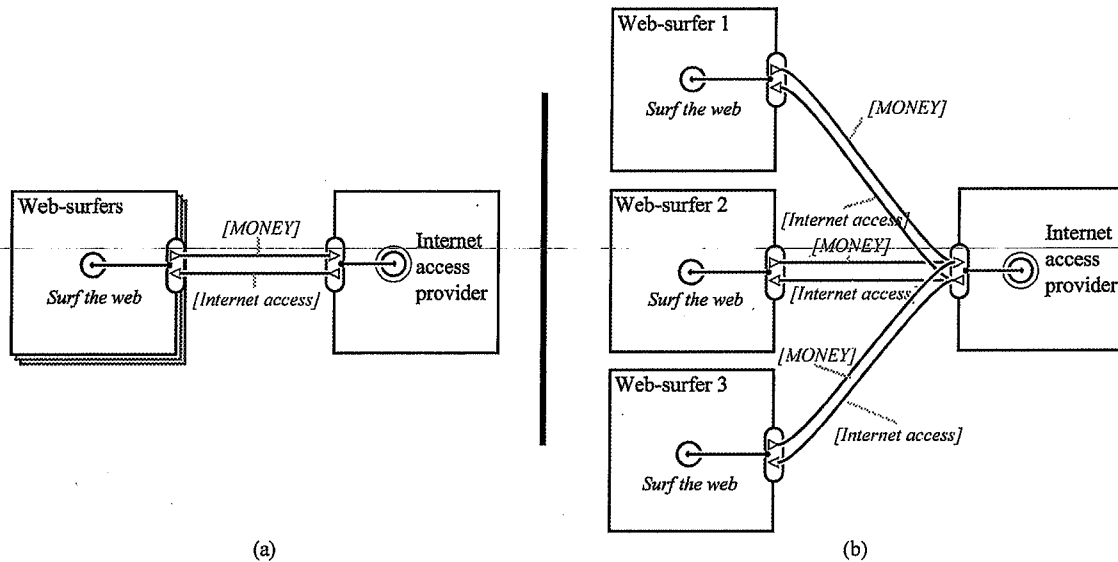 Web-surfers
[MONEY]
Surf the web
[Internet access]
Internet
access
provider
(a)
Web-surfer 1
Surf the web
[MONEY]
[Internet access]
Web-surfer 2
[MONEY]
Surf the web
[Internet access]
Internet
access
provider
[MONEY]
Web-surfer 3
[Internet access]
Surf the web
(b)